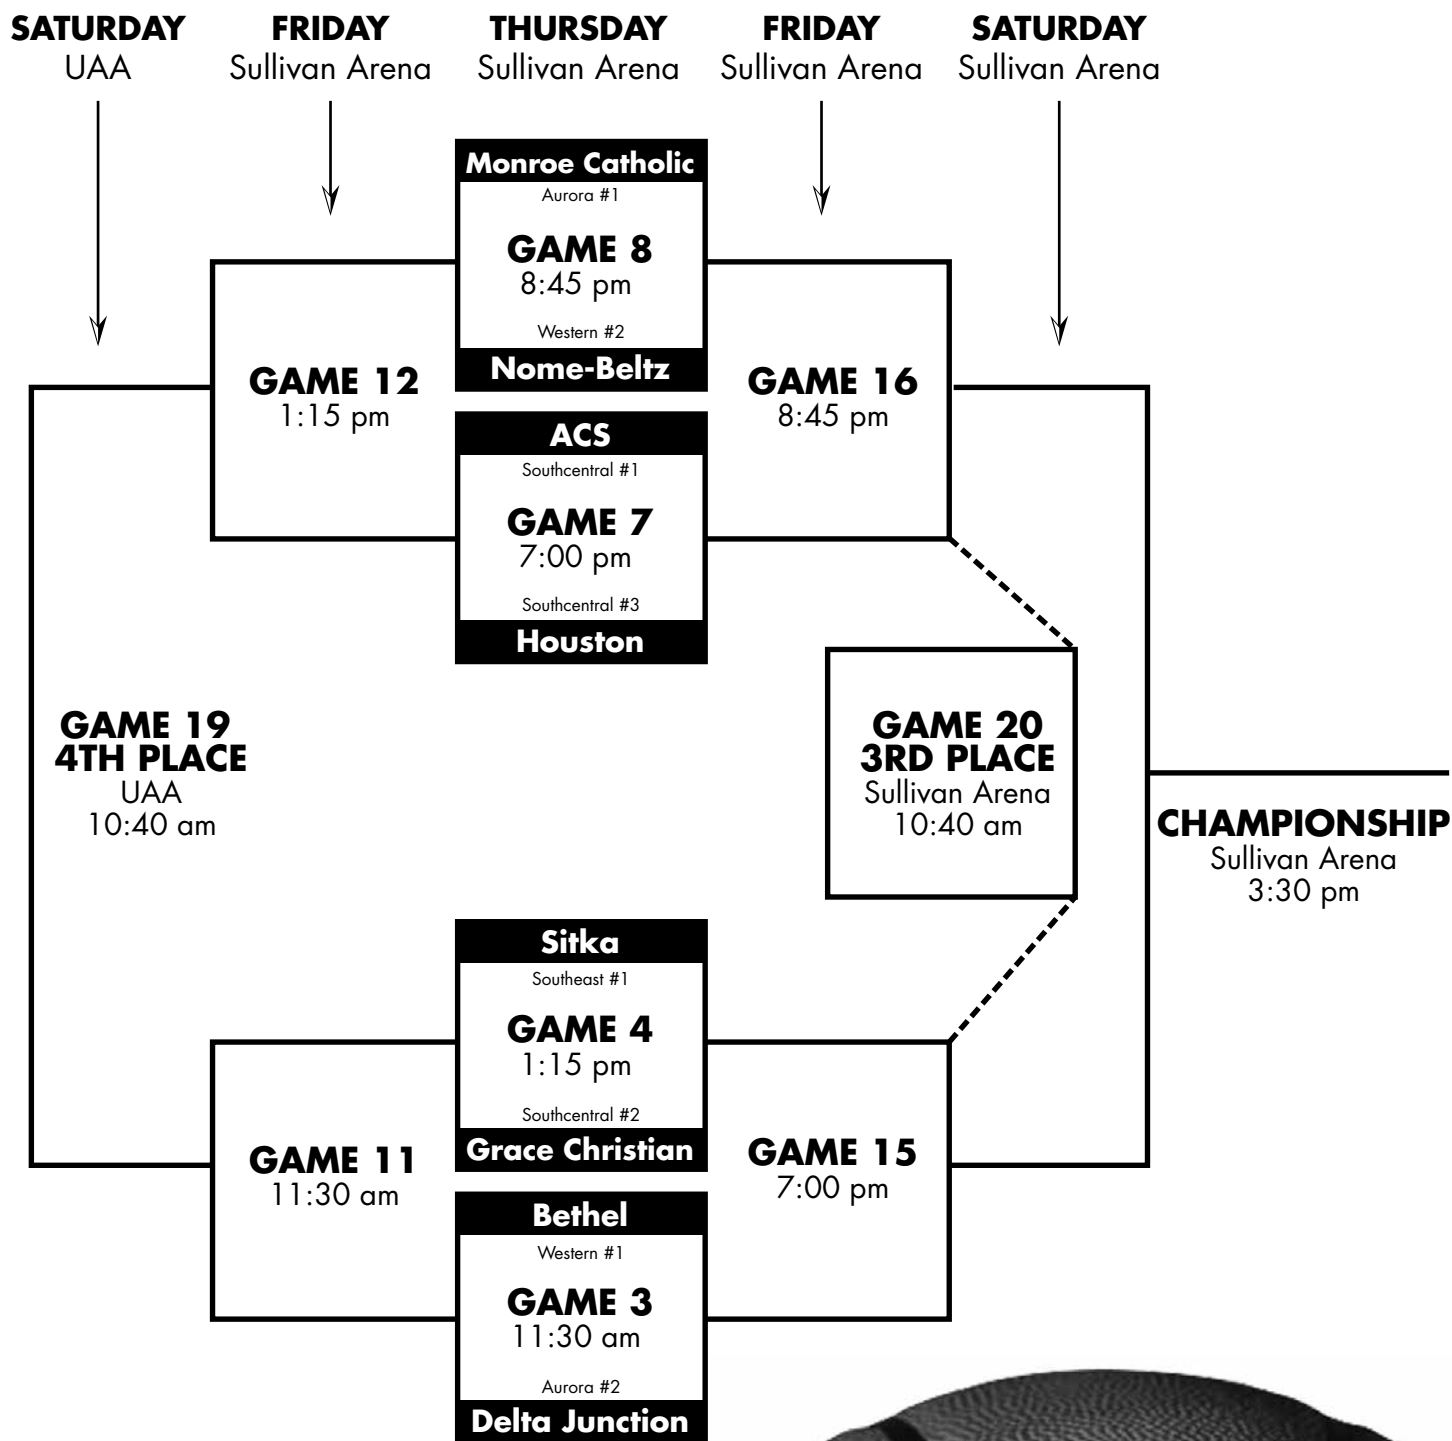 SATURDAY
UAA
FRIDAY
Sullivan Arena
THURSDAY
Sullivan Arena
FRIDAY
Sullivan Arena
SATURDAY
Sullivan Arena
Monroe Catholic
Aurora #1
GAME 8
8:45 pm
Western #2
Nome-Beltz
GAME 12
1:15 pm
GAME 16
8:45 pm
ACS
Southcentral #1
GAME 7
7:00 pm
Southcentral #3
Houston
GAME 19
4TH PLACE
UAA
10:40 am
GAME 20
3RD PLACE
Sullivan Arena
10:40 am
CHAMPIONSHIP
Sullivan Arena
3:30 pm
Sitka
Southeast #1
GAME 4
1:15 pm
Southcentral #2
Grace Christian
GAME 11
11:30 am
GAME 15
7:00 pm
Bethel
Western #1
GAME 3
11:30 am
Aurora #2
Delta Junction